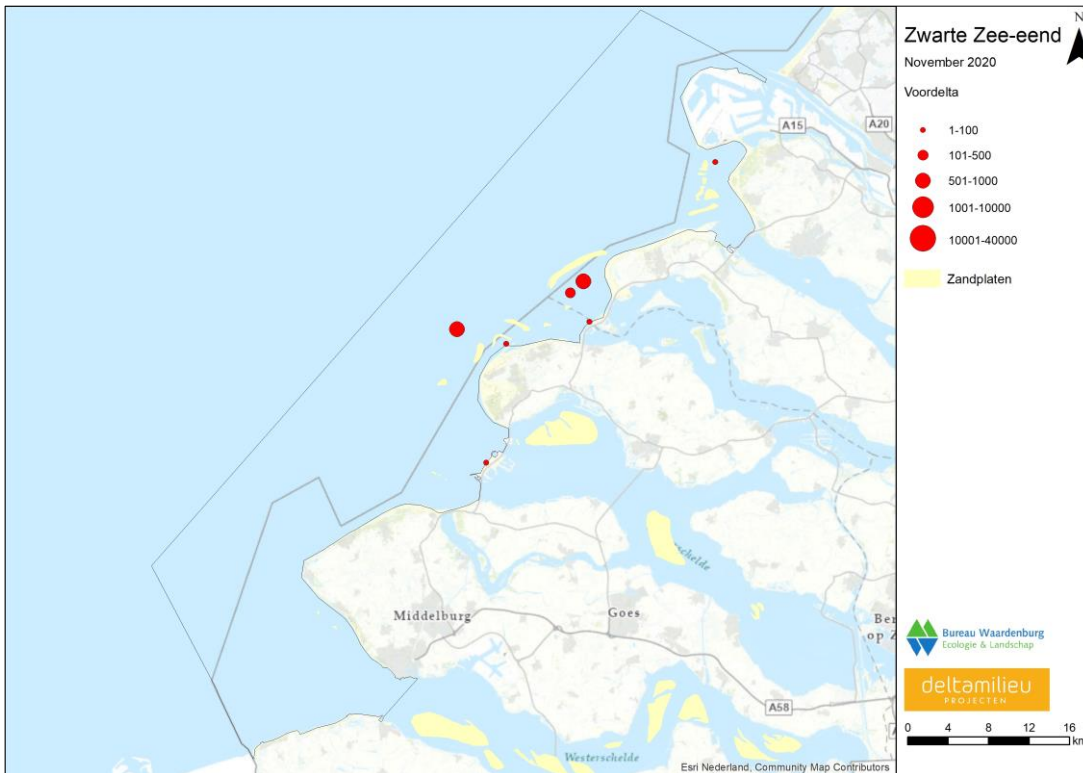 Zwarte Zee-eend
N
November 2020
Voordelta
1-100
101-500
501-1000
1001-10000
10001-40000
Zandplaten
A15
A20
Middelburg
Goes
A58
Westerschelde
Bureau Waardenburg
Ecologie & Landschap
deltamilieu
PROJECTEN
0 4 8 12 16
km
Esri Nederland, Community Map Contributors